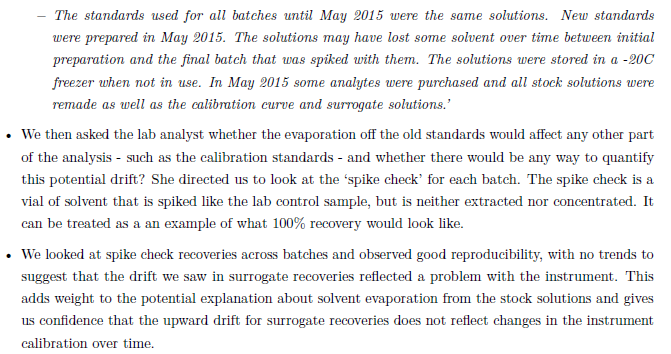 – The standards used for all batches until May 2015 were the same solutions. New standards
were prepared in May 2015. The solutions may have lost some solvent over time between initial
preparation and the final batch that was spiked with them. The solutions were stored in a -20C
freezer when not in use. In May 2015 some analytes were purchased and all stock solutions were
remade as well as the calibration curve and surrogate solutions.'
• We then asked the lab analyst whether the evaporation off the old standards would affect any other part
of the analysis - such as the calibration standards - and whether there would be any way to quantify
this potential drift? She directed us to look at the 'spike check' for each batch. The spike check is a
vial of solvent that is spiked like the lab control sample, but is neither extracted nor concentrated. It
can be treated as a an example of what 100% recovery would look like.
• We looked at spike check recoveries across batches and observed good reproducibility, with no trends to
suggest that the drift we saw in surrogate recoveries reflected a problem with the instrument. This
adds weight to the potential explanation about solvent evaporation from the stock solutions and gives
us confidence that the upward drift for surrogate recoveries does not reflect changes in the instrument
calibration over time.